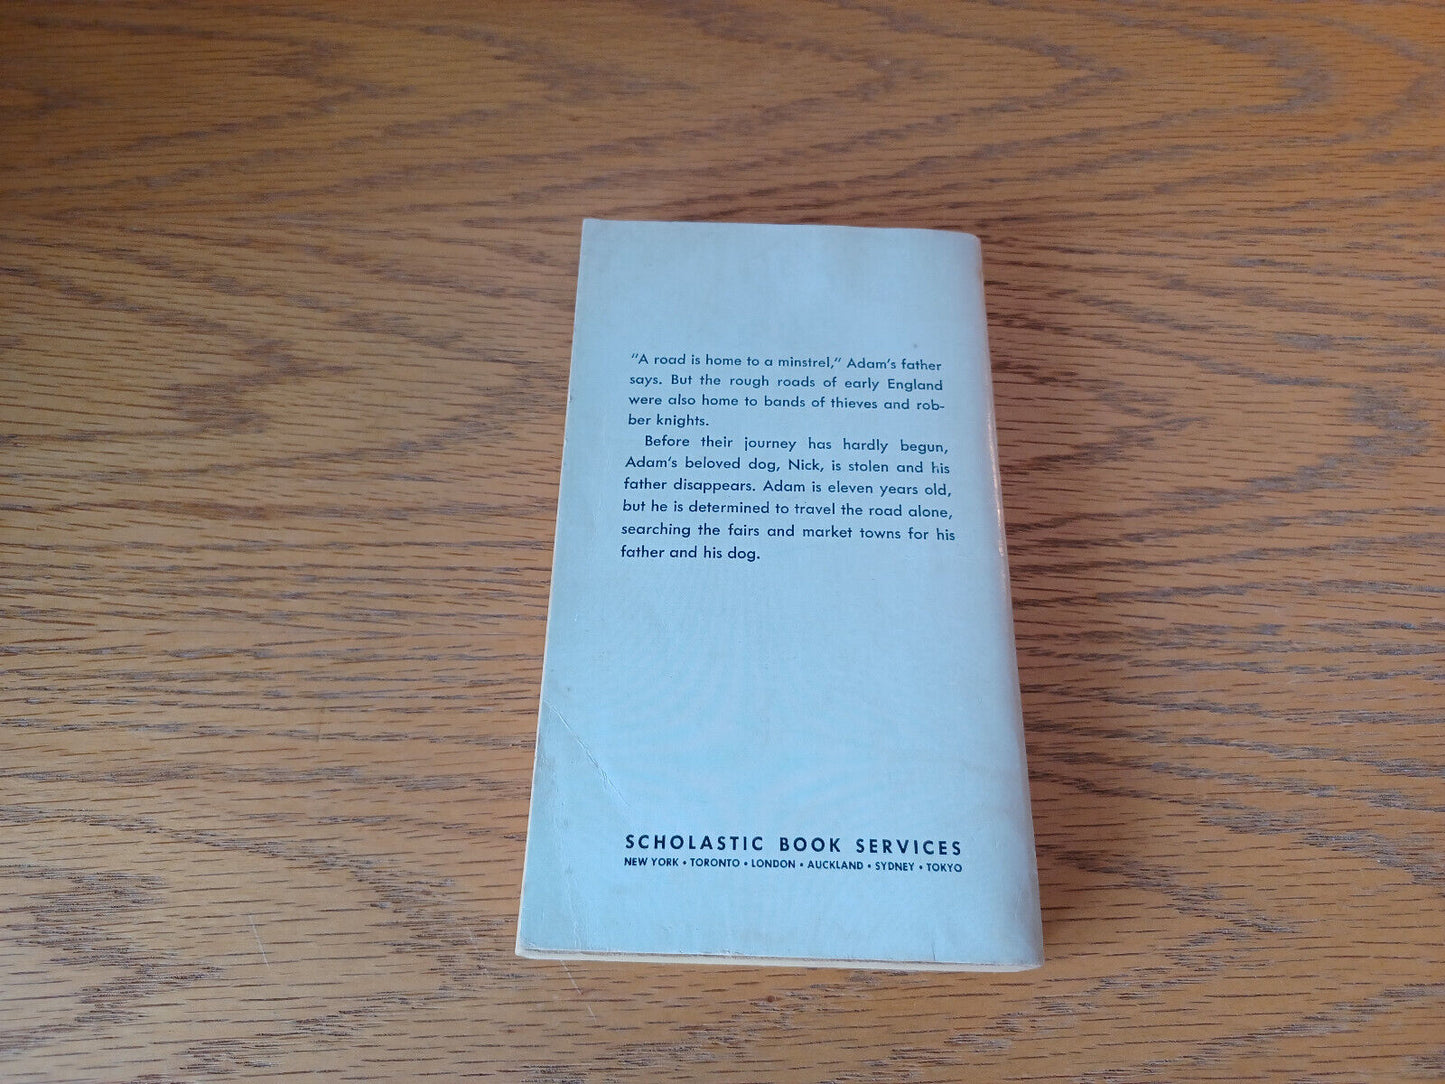 "A road is home to a minstrel," Adam's father
says. But the rough roads of early England
were also home to bands of thieves and rob-
ber knights.
Before their journey has hardly begun,
Adam's beloved dog, Nick, is stolen and his
father disappears. Adam is eleven years old,
but he is determined to travel the road alone,
searching the fairs and market towns for his
father and his dog.
SCHOLASTIC BOOK SERVICES
NEW YORK • TORONTO • LONDON • AUCKLAND • SYDNEY • TOKYO